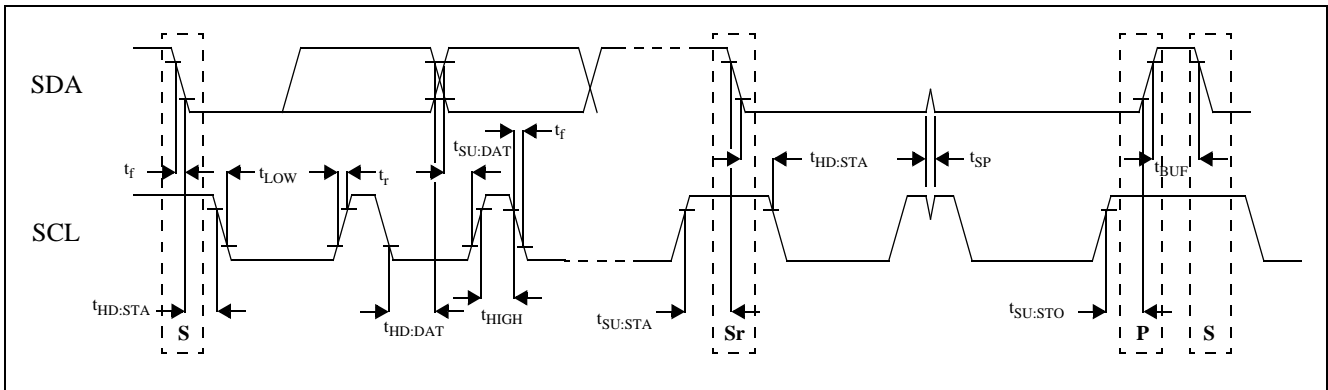 SDA
t_f
t_SU:DAT
t_HD:STA
t_SP
t_BUF
t_f
t_LOW
t_r
SCL
t_HD:STA
t_HD:DAT
t_HIGH
t_SU:STA
t_SU:STO
S
Sr
P
S